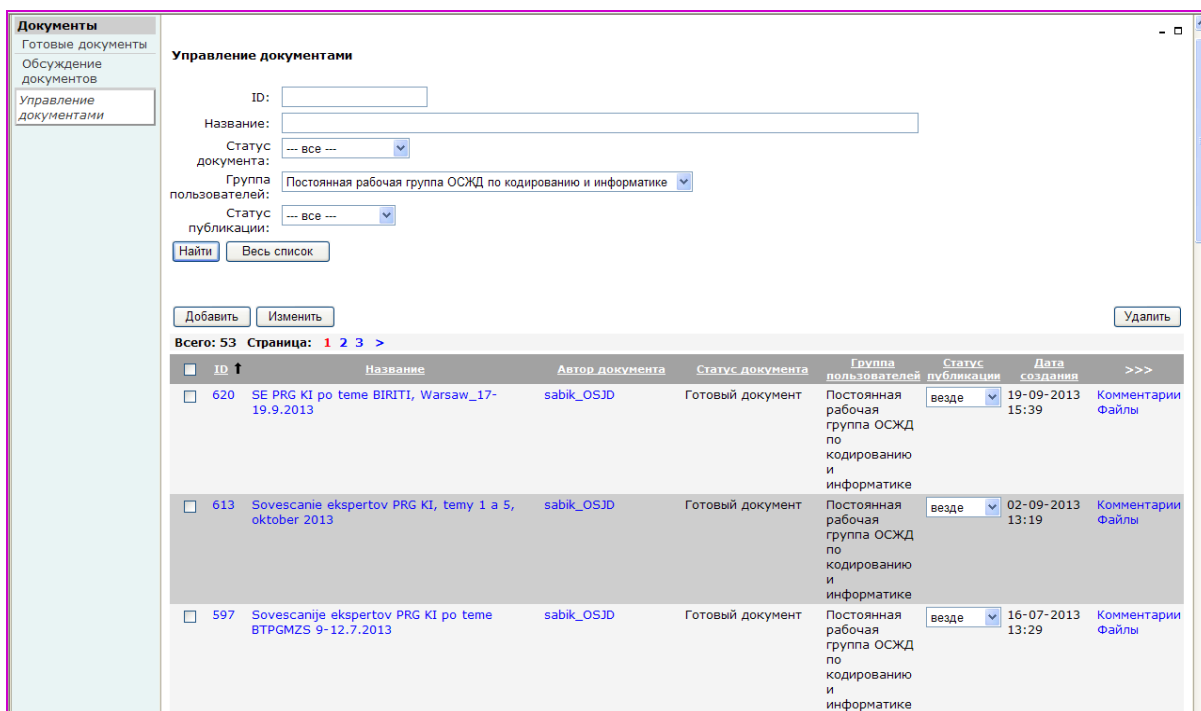 Документы
Готовые документы
Обсуждение
документов
Управление
документами
Управление документами
ID:
Название:
Статус
документа:
--- все ---
Группа
пользователей:
Постоянная рабочая группа ОСЖД по кодированию и информатике
Статус
публикации:
--- все ---
Найти
Весь список
Добавить
Изменить
Удалить
Всего: 53 Страница: 1 2 3 >
ID ↑ Название Автор документа Статус документа Группа пользователей Статус публикации Дата создания >>>
620
SE PRG KI po teme BIRITI, Warsaw_17-
19.9.2013
sabik_OSJD
Готовый документ
Постоянная
рабочая
группа ОСЖД
по
кодированию
и
информатике
везде
19-09-2013
15:39
Комментарии
Файлы
613
Sovescanie ekspertov PRG KI, temy 1 a 5,
oktober 2013
sabik_OSJD
Готовый документ
Постоянная
рабочая
группа ОСЖД
по
кодированию
и
информатике
везде
02-09-2013
13:19
Комментарии
Файлы
597
Sovescanije ekspertov PRG KI po teme
BTPGMZS 9-12.7.2013
sabik_OSJD
Готовый документ
Постоянная
рабочая
группа ОСЖД
по
кодированию
и
информатике
везде
16-07-2013
13:29
Комментарии
Файлы